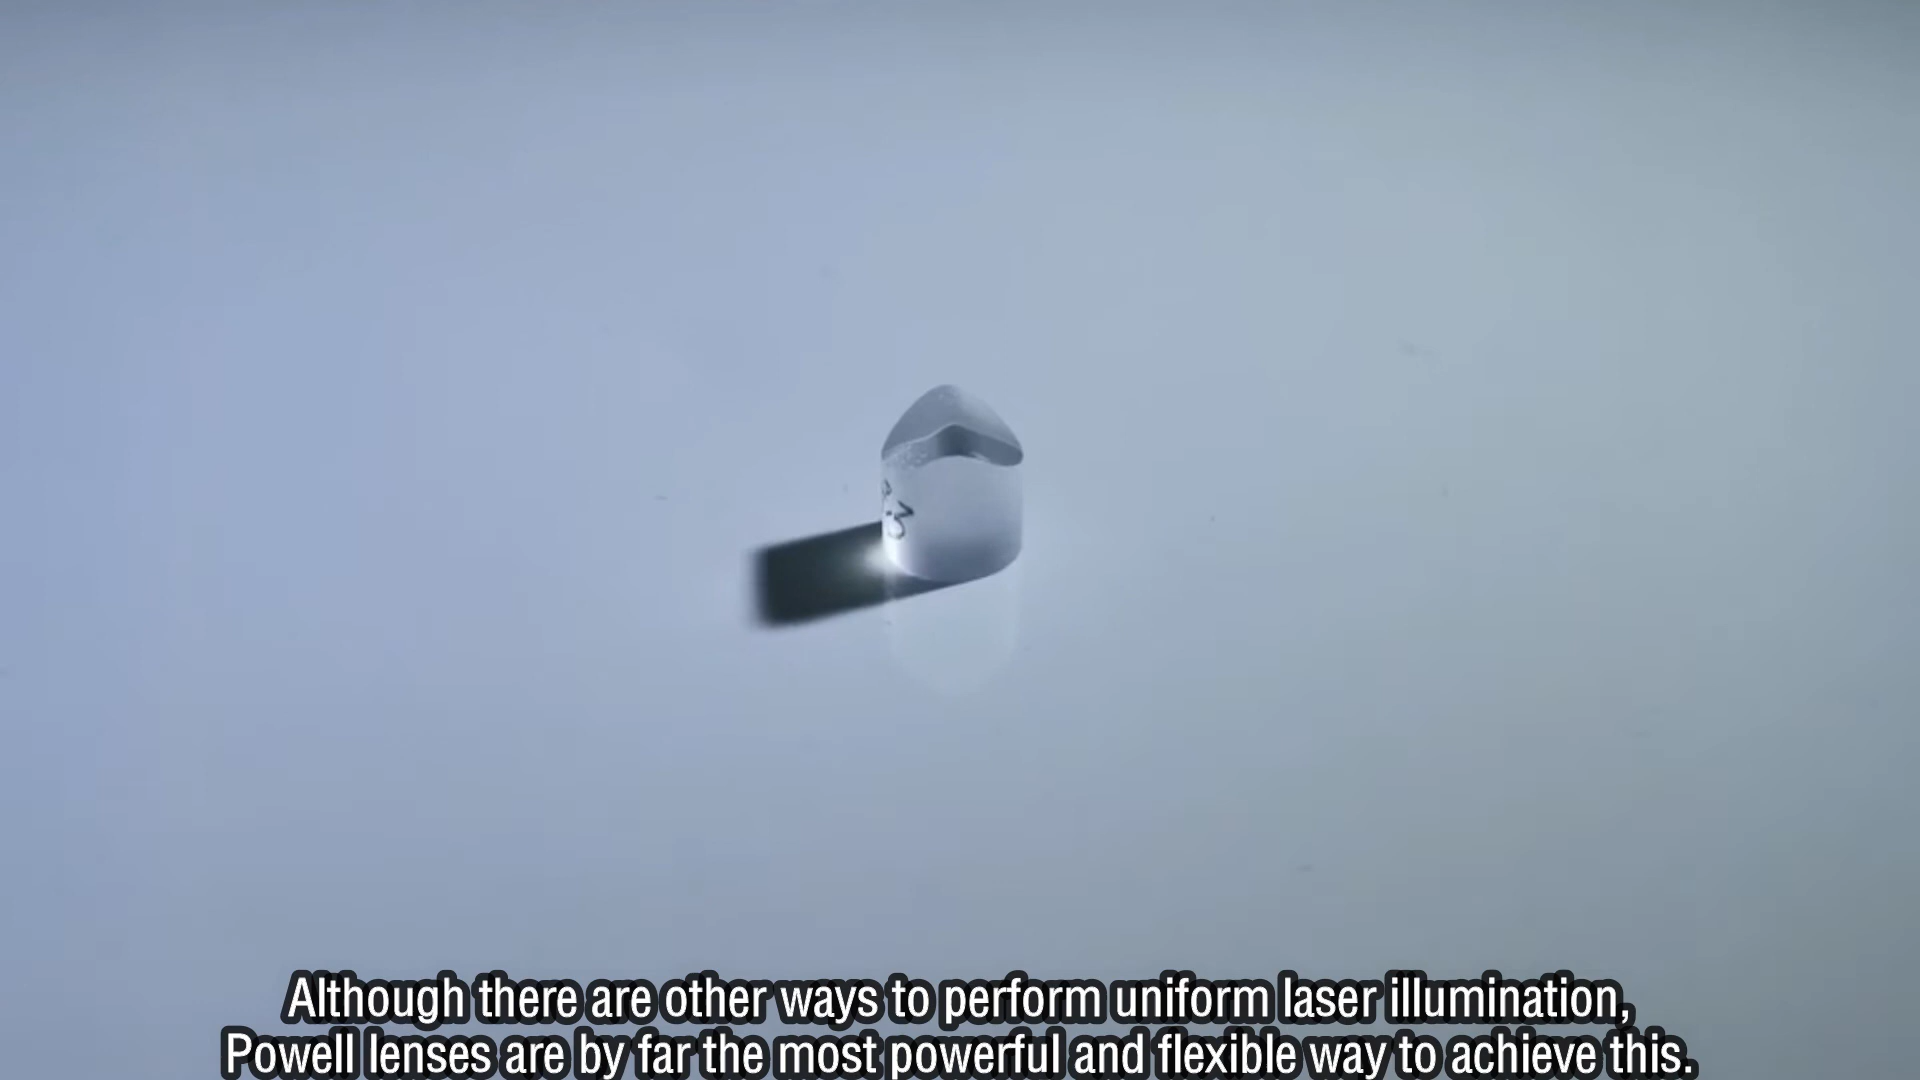 Although there are other ways to perform uniform laser illumination,
Powell lenses are by far the most powerful and flexible way to achieve this.